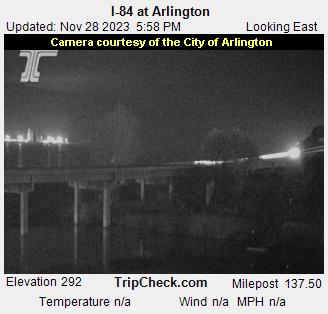 I-84 at Arlington
Updated: Nov 28 2023 5:58 PM Looking East
Camera courtesy of the City of Arlington
Elevation 292 TripCheck.com Milepost 137.50
Temperature n/a Wind n/a MPH n/a